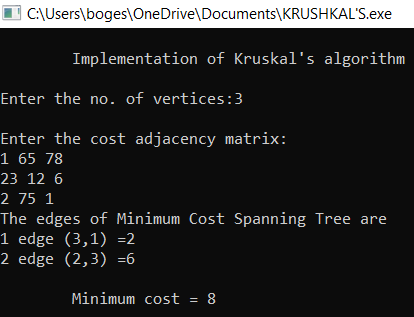 C:\Users\boges\OneDrive\Documents\KRUSHKAL'S.exe
Implementation of Kruskal's algorithm
Enter the no. of vertices:3
Enter the cost adjacency matrix:
1 65 78
23 12 6
2 75 1
The edges of Minimum Cost Spanning Tree are
1 edge (3,1) =2
2 edge (2,3) =6
Minimum cost = 8